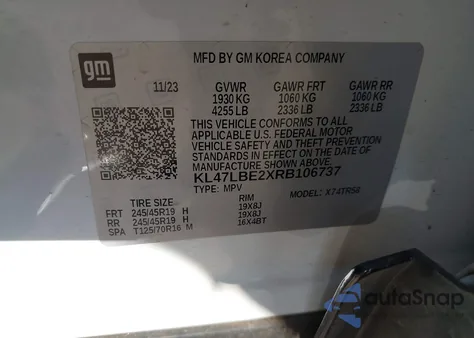 gm
MFD BY GM KOREA COMPANY
11/23 GVWR GAWR FRT GAWR RR
1930 KG 1060 KG 1060 KG
4255 LB 2336 LB 2336 LB
THIS VEHICLE CONFORMS TO ALL
APPLICABLE U.S. FEDERAL MOTOR
VEHICLE SAFETY AND THEFT PREVENTION
STANDARDS IN EFFECT ON THE DATE OF
MANUFACTURE SHOWN ABOVE.
KL47LBE2XRB106737
TYPE: MPV MODEL: X74TR56
TIRE SIZE RIM
FRT 245/45R19 H 19X8J
RR 245/45R19 H 19X8J
SPA T125/70R16 M 16X4BT
autaSnap